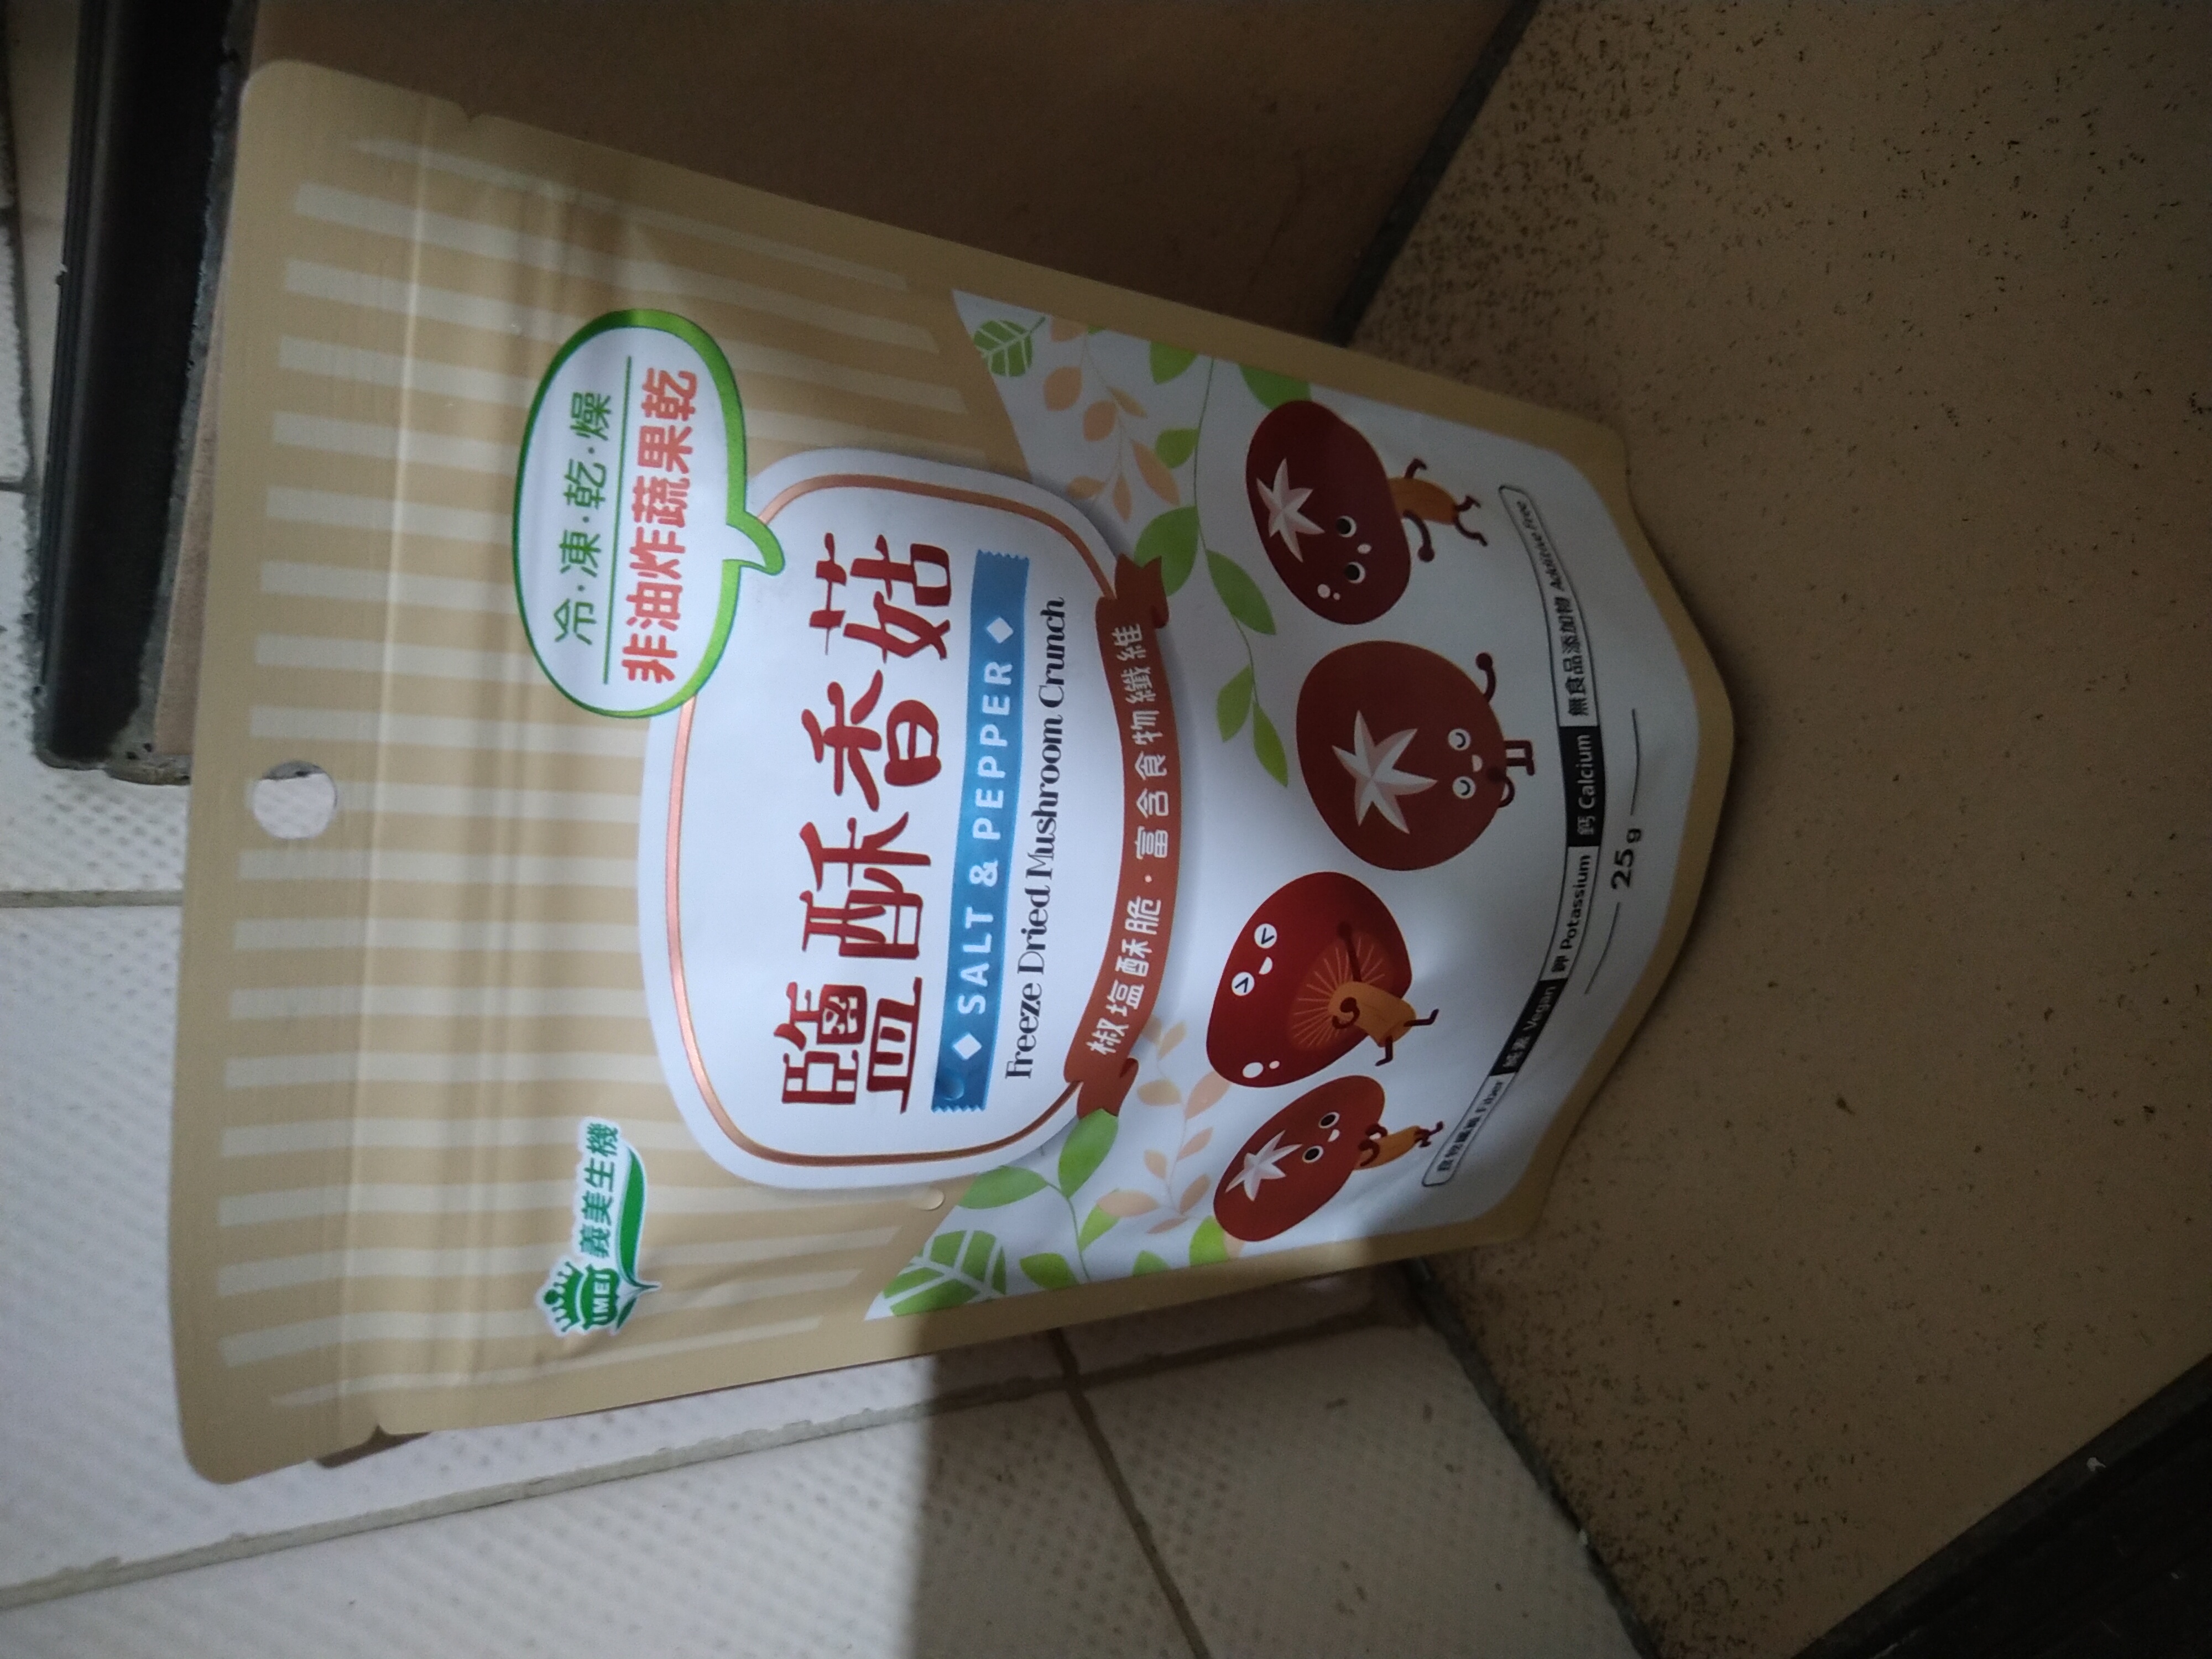 IMEI
義美生機
冷·凍·乾·燥
非油炸蔬果乾
鹽酥香菇
SALT & PEPPER
Freeze Dried Mushroom Crunch
椒塩酥脆·富含食物纖維
食物纖維 Fiber 純素 Vegan 鉀 Potassium 鈣 Calcium 無食品添加物 Additive-free
25g